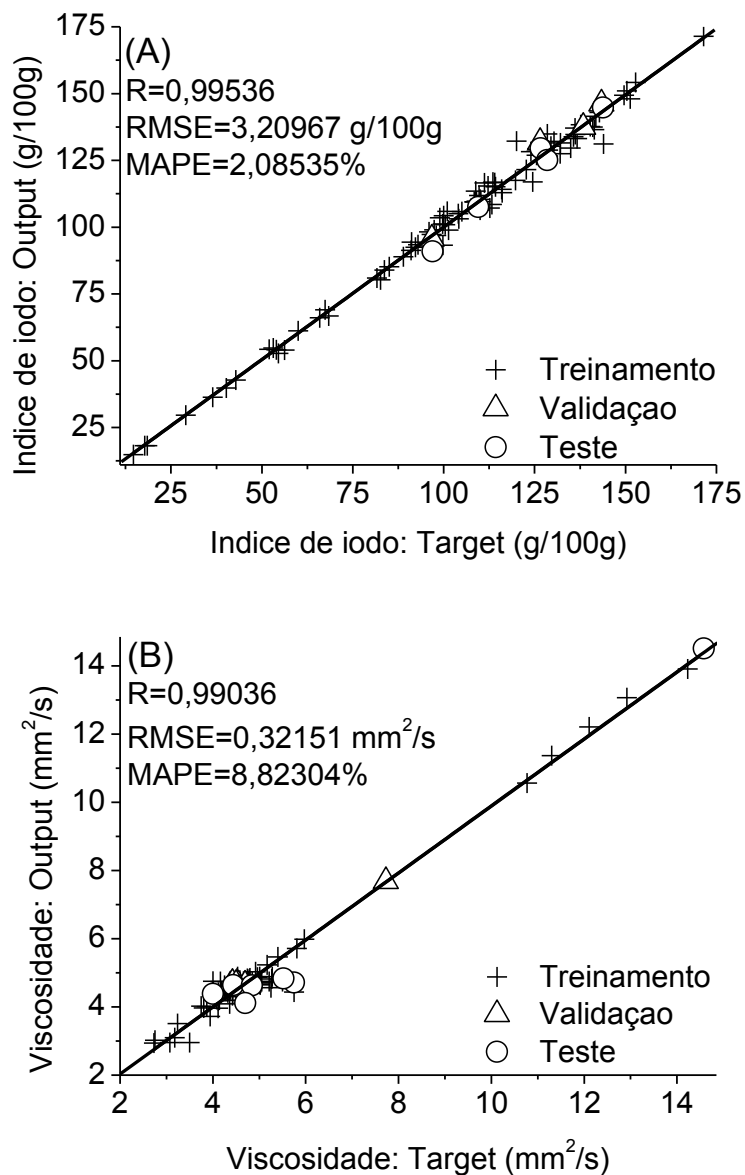 (A)
R=0,99536
RMSE=3,20967 g/100g
MAPE=2,08535%
Indice de iodo: Output (g/100g)
175
150
125
100
75
50
25
Treinamento
Validaçao
Teste
25 50 75 100 125 150 175
Indice de iodo: Target (g/100g)
(B)
R=0,99036
RMSE=0,32151 mm²/s
MAPE=8,82304%
Viscosidade: Output (mm²/s)
14
12
10
8
6
4
2
Treinamento
Validaçao
Teste
2 4 6 8 10 12 14
Viscosidade: Target (mm²/s)